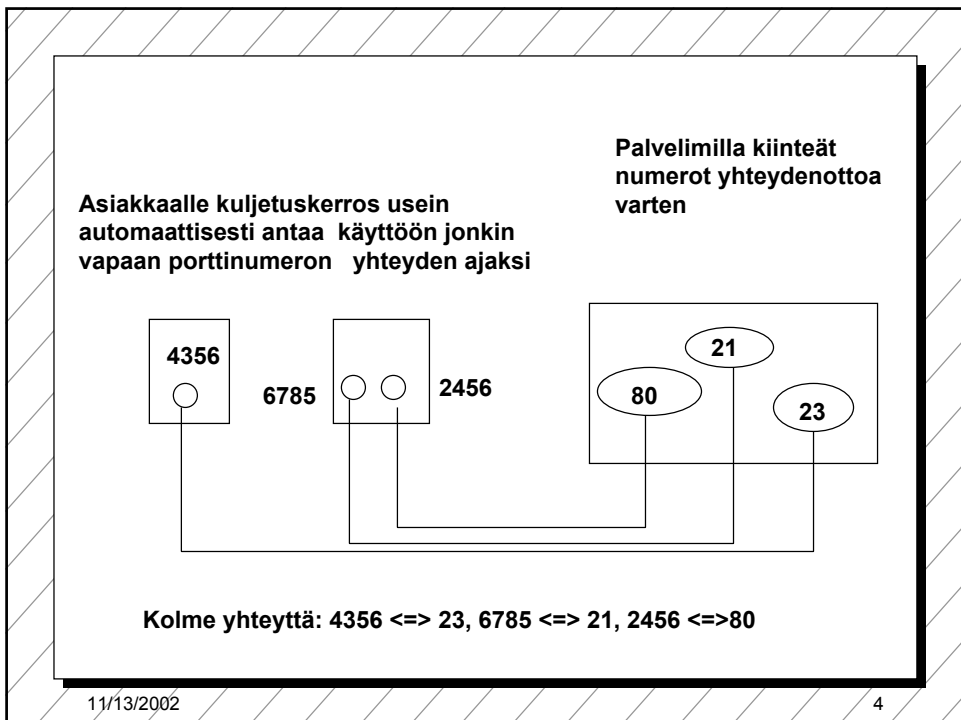 Palvelimilla kiinteät
numerot yhteydenottoa
varten
Asiakkaalle kuljetuskerros usein
automaattisesti antaa käyttöön jonkin
vapaan porttinumeron yhteyden ajaksi
4356
6785
2456
21
80
23
Kolme yhteyttä: 4356 <=> 23, 6785 <=> 21, 2456 <=>80
11/13/2002
4